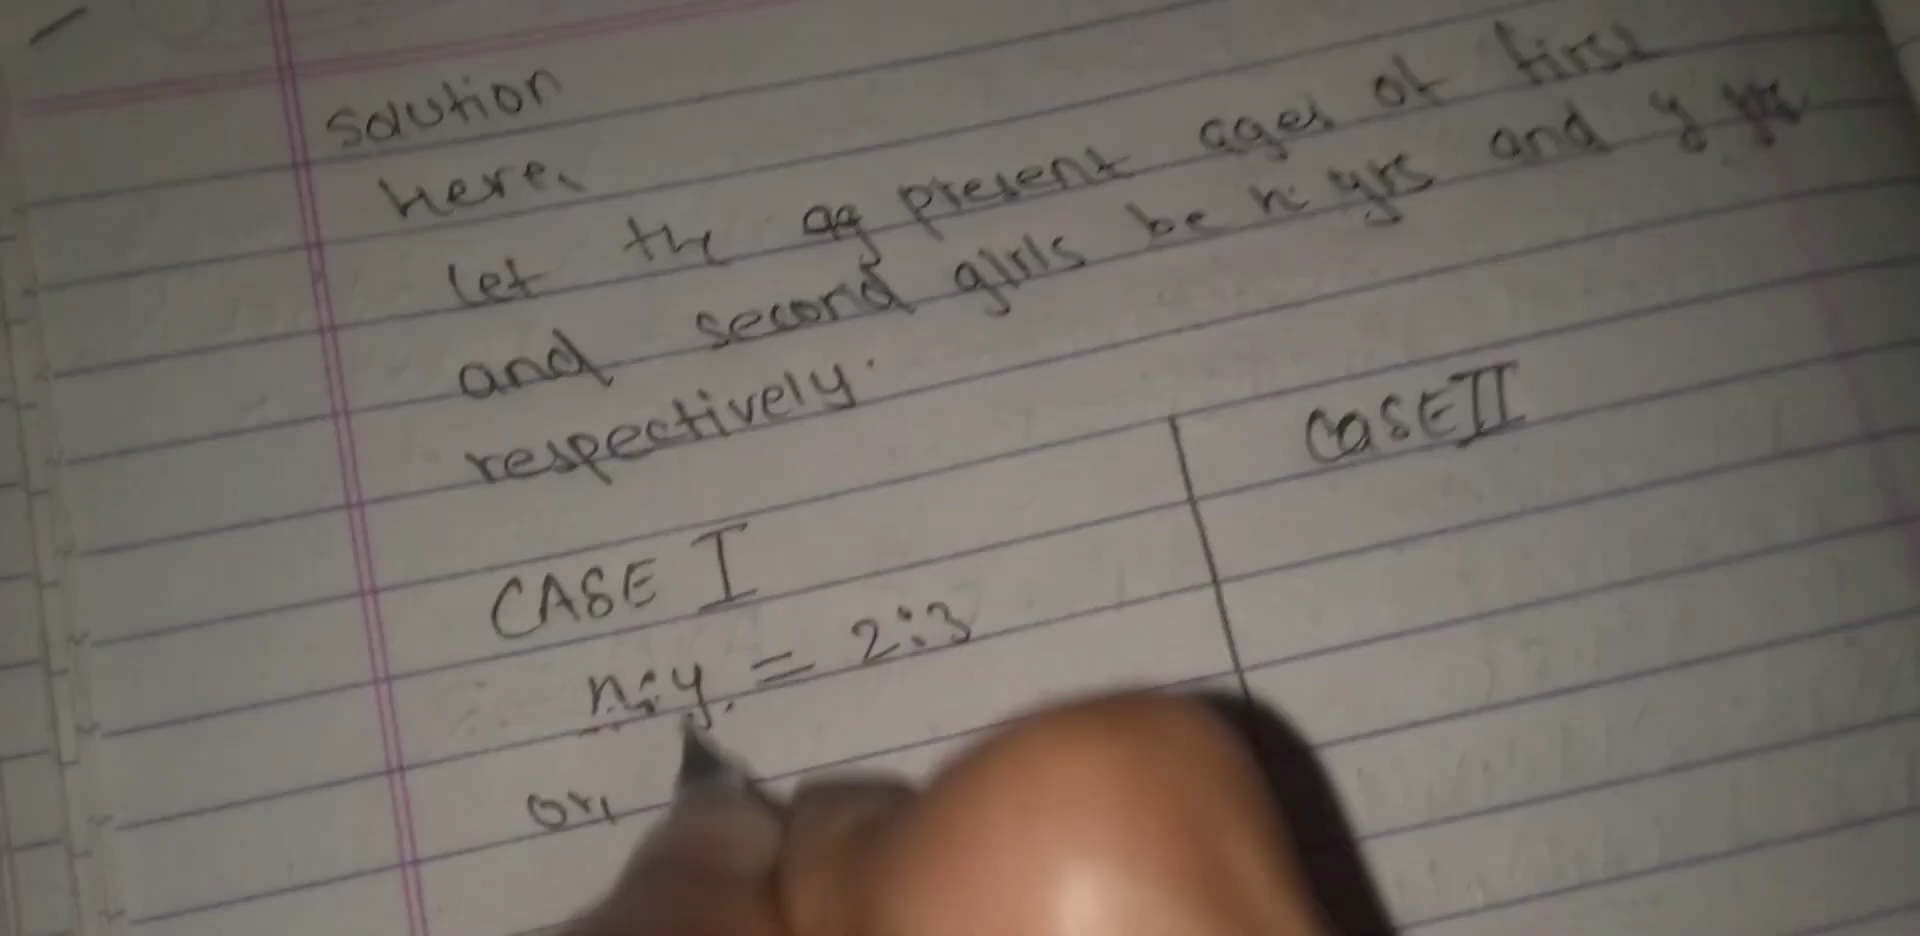 Solution
here,
Let the ag present ages of first
and second girls be x yrs and y yrs
respectively.
CASE I
x:y = 2:3
or,
CASE II